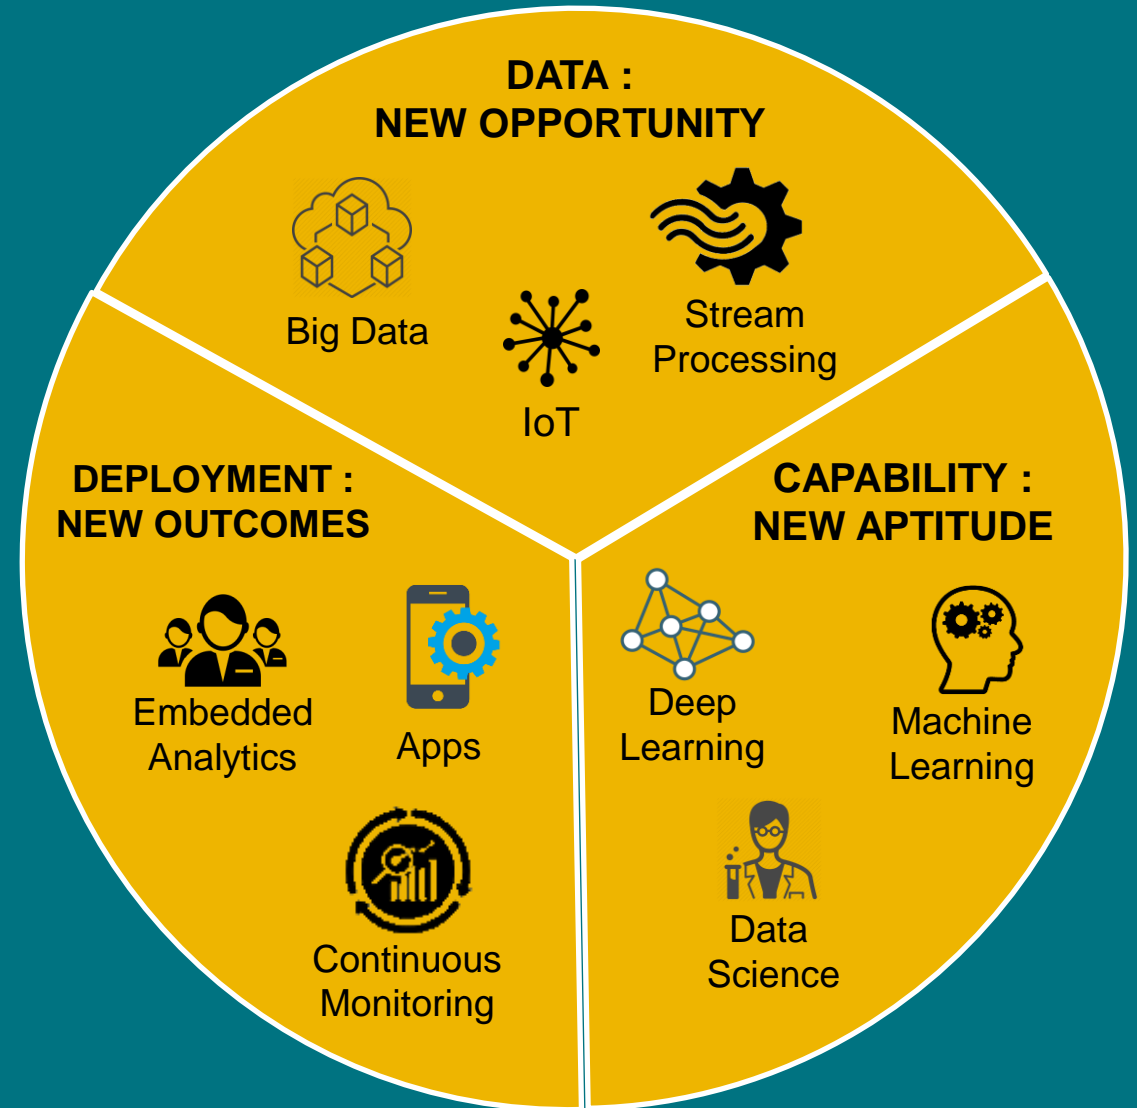 DATA :
NEW OPPORTUNITY
Big Data
IoT
Stream
Processing
DEPLOYMENT :
NEW OUTCOMES
Embedded
Analytics
Apps
Continuous
Monitoring
CAPABILITY :
NEW APTITUDE
Deep
Learning
Machine
Learning
Data
Science